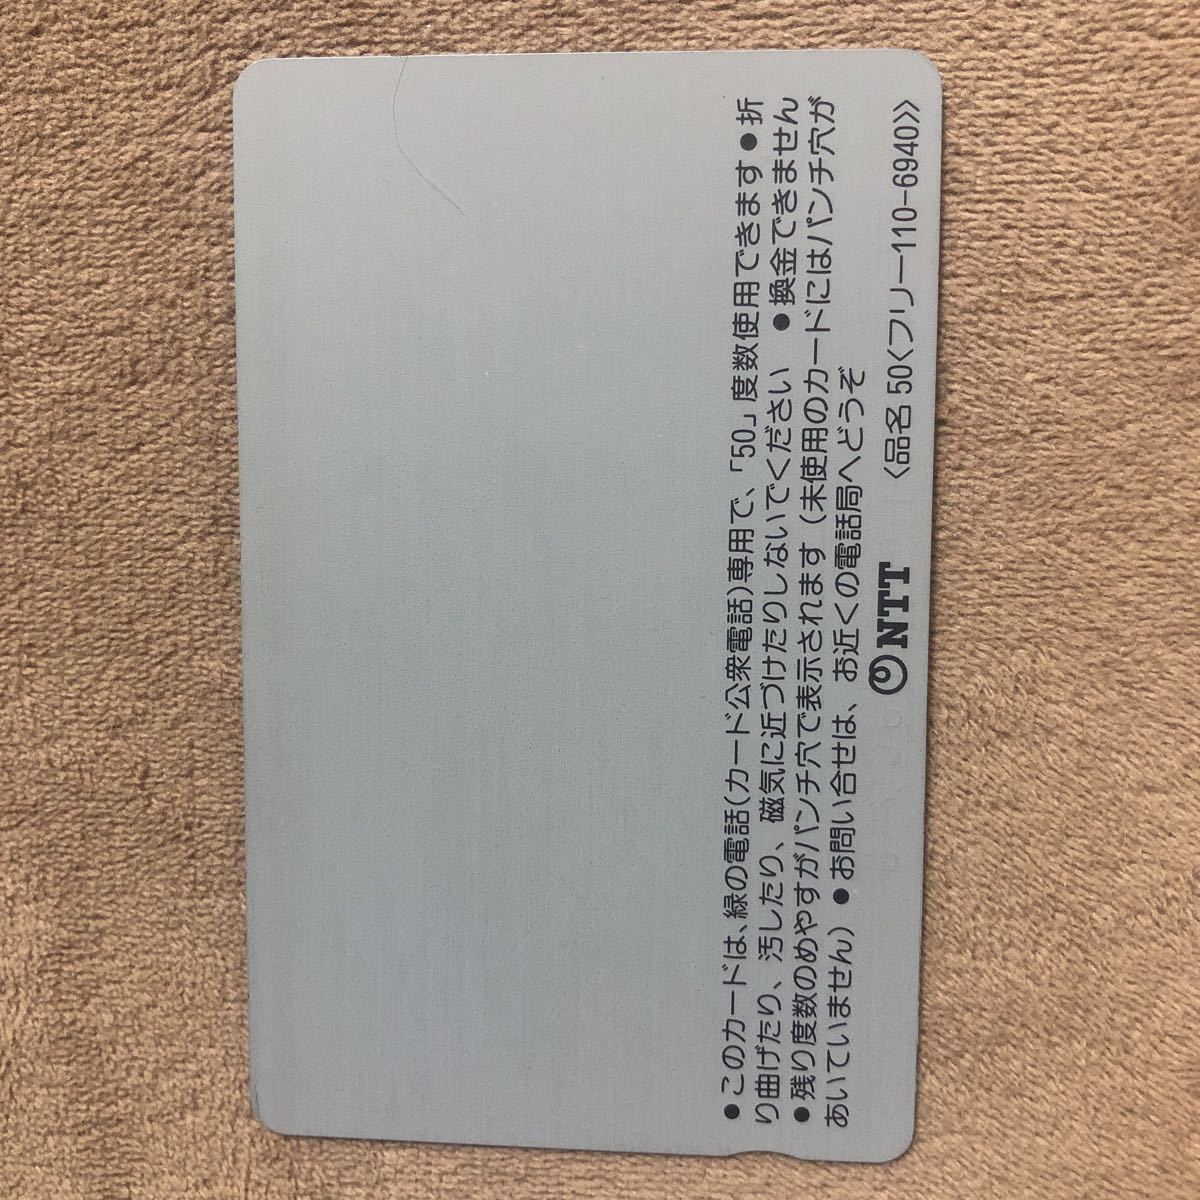 ●このカードは、緑の電話(カード公衆電話)専用で、「50」度数使用できます ●折
り曲げたり、汚したり、磁気に近づけたりしないでください ●換金できません
●残り度数のめやすがパンチ穴で表示されます（未使用のカードにはパンチ穴が
あいていません）●お問い合せは、お近くの電話局へどうぞ
NTT 〈品名 50〈フリー110-6940〉〉